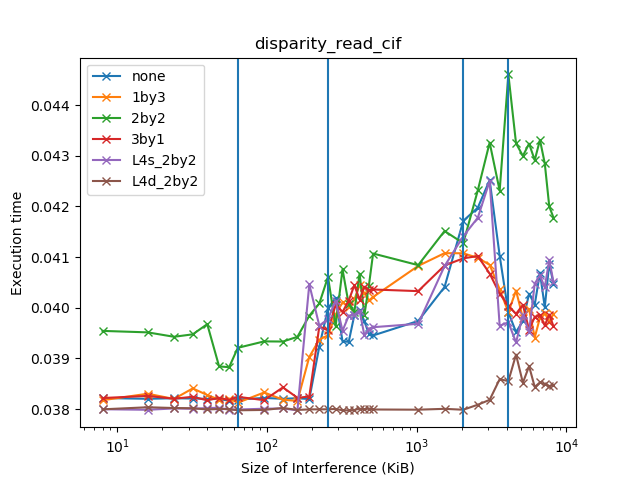 disparity_read_cif
none
1by3
2by2
3by1
L4s_2by2
L4d_2by2
Execution time
0.044
0.043
0.042
0.041
0.040
0.039
0.038
10¹
10²
10³
10⁴
Size of Interference (KiB)